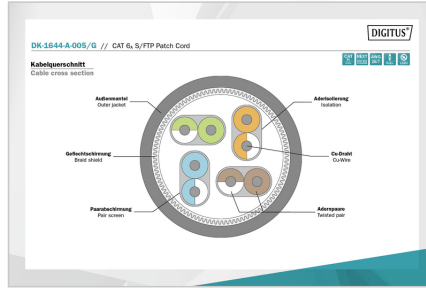 DIGITUS®
DK-1644-A-005/G // CAT 6A S/FTP Patch Cord
Kabelquerschnitt
Cable cross section
Außenmantel
Outer jacket
Aderisolierung
Isolation
Geflechtschirmung
Braid shield
Cu-Draht
Cu-Wire
Paarabschirmung
Pair screen
Adernpaare
Twisted pair